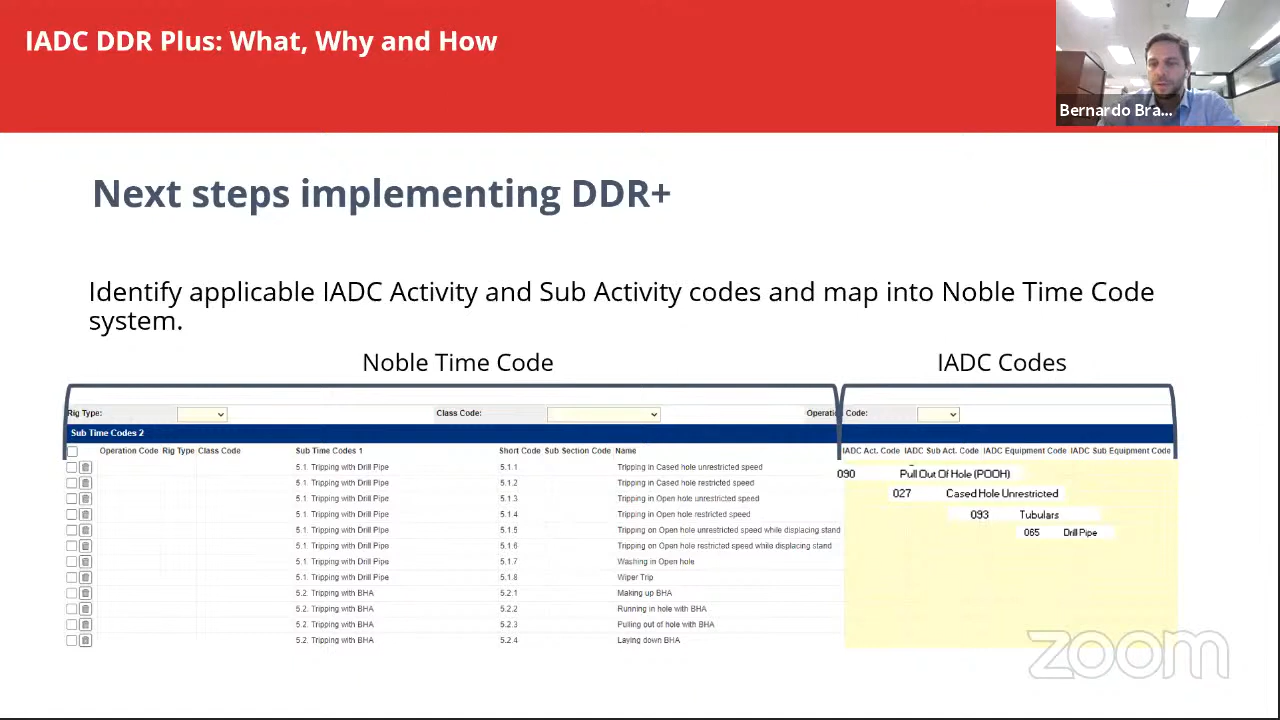 IADC DDR Plus: What, Why and How
Bernardo Bra...
Next steps implementing DDR+
Identify applicable IADC Activity and Sub Activity codes and map into Noble Time Code
system.
Noble Time Code IADC Codes
Rig Type: Class Code: Operati Code:
Sub Time Codes 2
Operation Code Rig Type Class Code Sub Time Codes 1 Short Code Sub Section Code Name IADC Act. Code IADC Sub Act. Code IADC Equipment Code IADC Sub Equipment Code
5.1. Tripping with Drill Pipe 5.1.1 Tripping in Cased hole unrestricted speed
090 Pull Out Of Hole (POOH)
5.1. Tripping with Drill Pipe 5.1.2 Tripping in Cased hole restricted speed
027 Cased Hole Unrestricted
5.1. Tripping with Drill Pipe 5.1.3 Tripping in Open hole unrestricted speed
5.1. Tripping with Drill Pipe 5.1.4 Tripping in Open hole restricted speed 093 Tubulars
5.1. Tripping with Drill Pipe 5.1.5 Tripping on Open hole unrestricted speed while displacing stand 065 Drill Pipe
5.1. Tripping with Drill Pipe 5.1.6 Tripping on Open hole restricted speed while displacing stand
5.1. Tripping with Drill Pipe 5.1.7 Washing in Open hole
5.1. Tripping with Drill Pipe 5.1.8 Wiper Trip
5.2. Tripping with BHA 5.2.1 Making up BHA
5.2. Tripping with BHA 5.2.2 Running in hole with BHA
5.2. Tripping with BHA 5.2.3 Pulling out of hole with BHA
5.2. Tripping with BHA 5.2.4 Laying down BHA
zoom